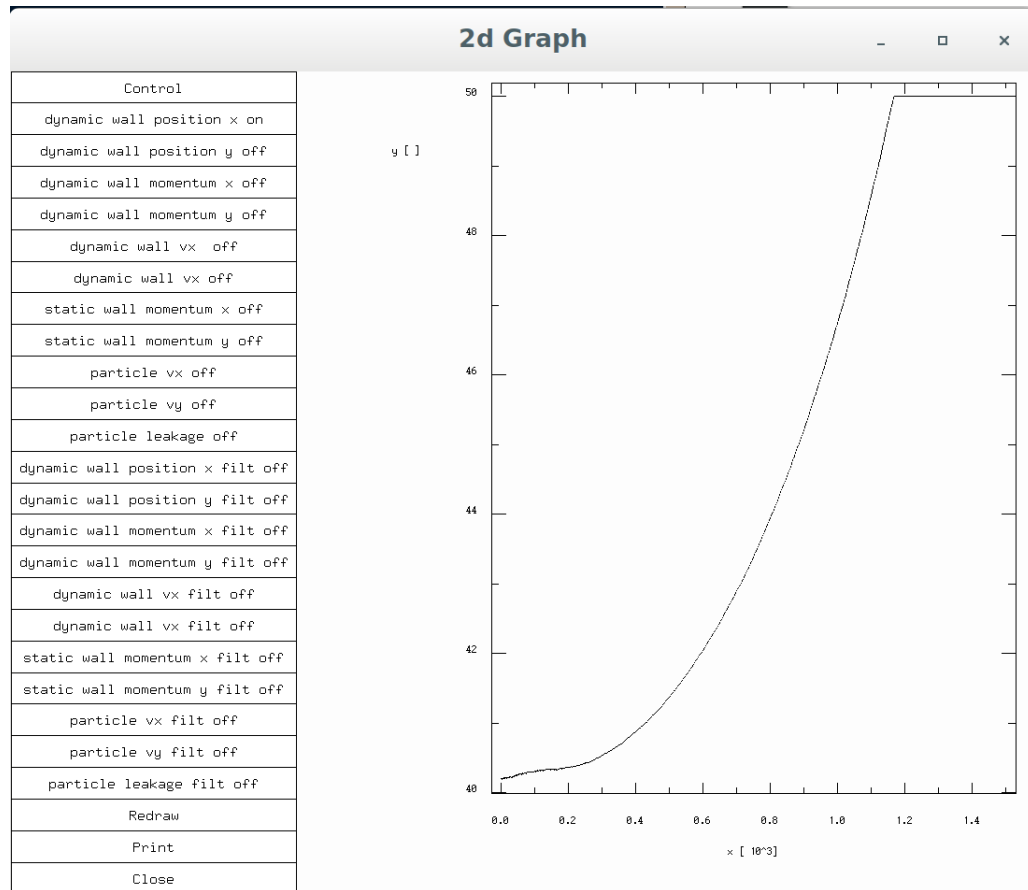 2d Graph
Control
dynamic wall position x on
dynamic wall position y off
dynamic wall momentum x off
dynamic wall momentum y off
dynamic wall vx  off
dynamic wall vx off
static wall momentum x off
static wall momentum y off
particle vx off
particle vy off
particle leakage off
dynamic wall position x filt off
dynamic wall position y filt off
dynamic wall momentum x filt off
dynamic wall momentum y filt off
dynamic wall vx filt off
dynamic wall vx filt off
static wall momentum x filt off
static wall momentum y filt off
particle vx filt off
particle vy filt off
particle leakage filt off
Redraw
Print
Close
y [ ]
50
48
46
44
42
40
0.0 0.2 0.4 0.6 0.8 1.0 1.2 1.4
x [ 10^3]